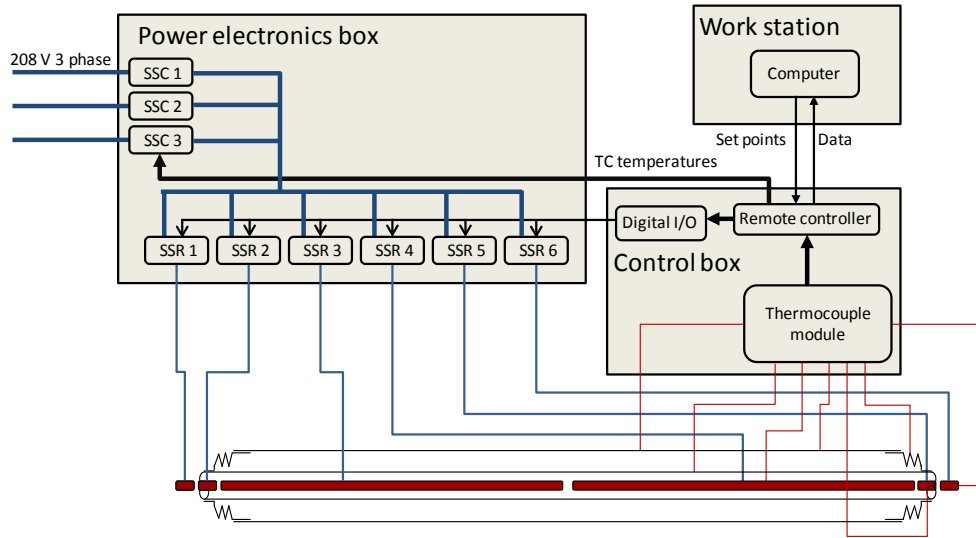 Power electronics box
Work station
208 V 3 phase
SSC 1
Computer
SSC 2
SSC 3
Set points
Data
TC temperatures
Digital I/O
Remote controller
SSR 1
SSR 2
SSR 3
SSR 4
SSR 5
SSR 6
Control box
Thermocouple
module